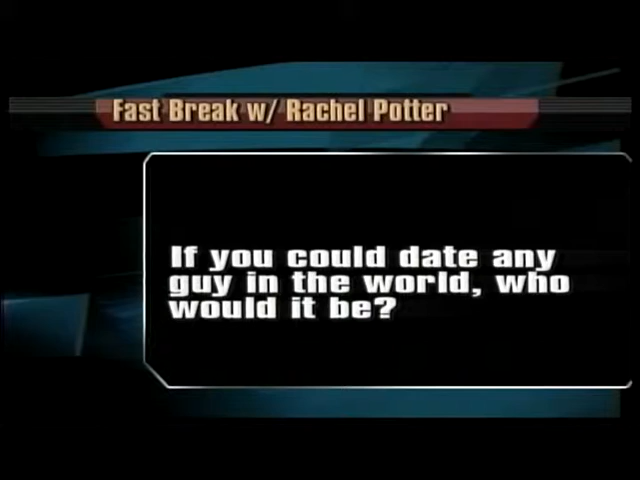 Fast Break w/ Rachel Potter
If you could date any
guy in the world, who
would it be?